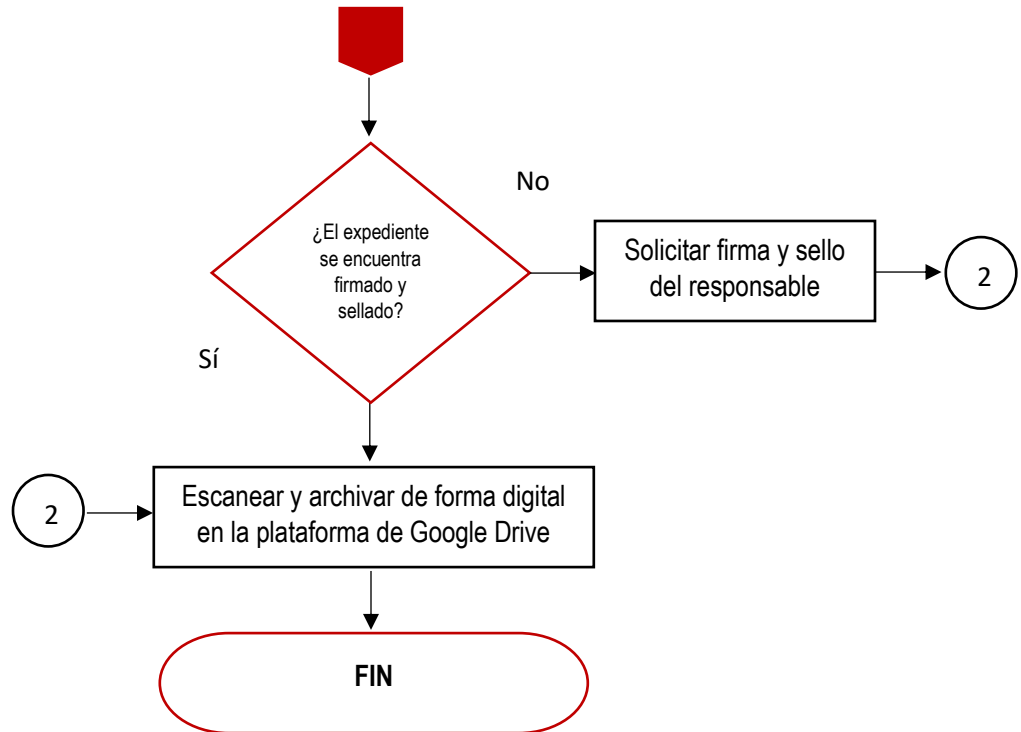 No
¿El expediente
se encuentra
firmado y
sellado?
Solicitar firma y sello
del responsable
2
Sí
2
Escanear y archivar de forma digital
en la plataforma de Google Drive
FIN